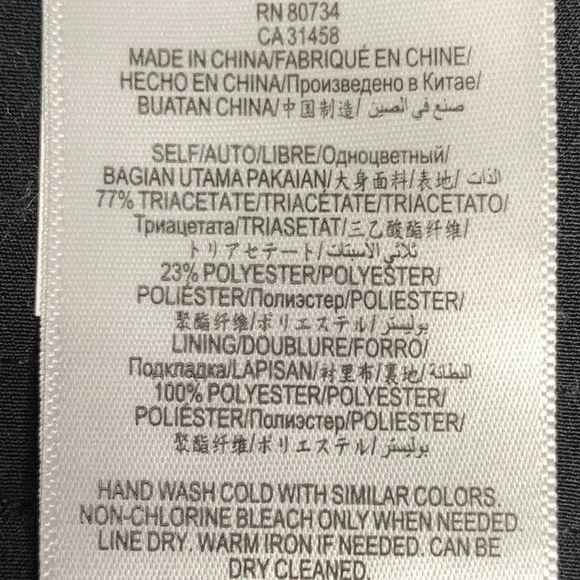 RN 80734
CA 31458
MADE IN CHINA/FABRIQUÉ EN CHINE/
HECHO EN CHINA/Произведено в Китае/
BUATAN CHINA/中国制造/ صنع في الصين
SELF/AUTO/LIBRE/Одноцветный/
BAGIAN UTAMA PAKAIAN/大身面料/表地/ الذات
77% TRIACETATE/TRIACETATE/TRIACETATO/
Триацетата/TRIASETAT/三乙酸酯纤维/
トリアセテート/ثلاثي الأسيتات
23% POLYESTER/POLYESTER/
POLIÉSTER/Полиэстер/POLIESTER/
聚酯纤维/ポリエステル/بوليستر
LINING/DOUBLURE/FORRO/
Подкладка/LAPISAN/衬里布/裏地/البطانة
100% POLYESTER/POLYESTER/
POLIÉSTER/Полиэстер/POLIESTER/
聚酯纤维/ポリエステル/بوليستر
HAND WASH COLD WITH SIMILAR COLORS.
NON-CHLORINE BLEACH ONLY WHEN NEEDED.
LINE DRY. WARM IRON IF NEEDED. CAN BE
DRY CLEANED.